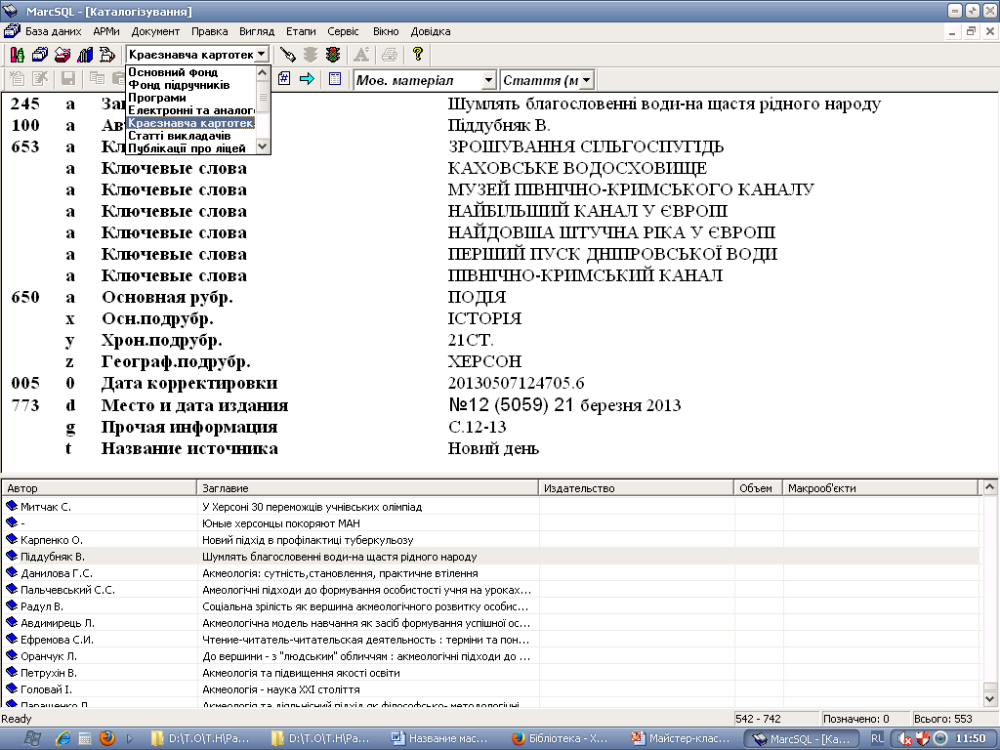 MarcSQL - [Каталогізування]
База даних АРМи Документ Правка Вигляд Етапи Сервіс Вікно Довідка
Краєзнавча картотек
Основний фонд
Фонд підручників
Програми
Електронні та аналого
Краєзнавча картотек
Статті викладачів
Публікації про ліцей
Мов. матеріал Стаття (м
245 a За Шумлять благословенні води-на щастя рідного народу
100 a Ав Піддубняк В.
653 a Кл ЗРОШУВАННЯ СІЛЬГОСПУГІДЬ
a Ключевые слова КАХОВСЬКЕ ВОДОСХОВИЩЕ
a Ключевые слова МУЗЕЙ ПІВНІЧНО-КРИМСЬКОГО КАНАЛУ
a Ключевые слова НАЙБІЛЬШИЙ КАНАЛ У ЄВРОПІ
a Ключевые слова НАЙДОВША ШТУЧНА РІКА У ЄВРОПІ
a Ключевые слова ПЕРШИЙ ПУСК ДНІПРОВСЬКОЇ ВОДИ
a Ключевые слова ПІВНІЧНО-КРИМСЬКИЙ КАНАЛ
650 a Основная рубр. ПОДІЯ
x Осн.подрубр. ІСТОРІЯ
y Хрон.подрубр. 21СТ.
z Географ.подрубр. ХЕРСОН
005 0 Дата корректировки 20130507124705.6
773 d Место и дата издания №12 (5059) 21 березня 2013
g Прочая информация С.12-13
t Название источника Новий день
Автор Заглавие Издательство Объем Макрооб'єкти
Митчак С. У Херсоні 30 переможців учнівських олімпіад
- Юные херсонцы покоряют МАН
Карпенко О. Новий підхід в профілактиці туберкульозу
Піддубняк В. Шумлять благословенні води-на щастя рідного народу
Данилова Г.С. Акмеологія: сутність,становлення, практичне втілення
Пальчевський С.С. Амеологічні підходи до формування особистості учня на уроках...
Радул В. Соціальна зрілість як вершина акмеологічного розвитку особис...
Авдимирець Л. Акмеологічна модель навчання як засіб формування успішної ос...
Ефремова С.И. Чтение-читатель-читательская деятельность : терміни та пон...
Оранчук Л. До вершини - з "людським" обличчям : акмеологічні підходи до ...
Петрухін В. Акмеологія та підвищення якості освіти
Головай І. Акмеологія - наука XXI століття
Паращенко Л. Акмеологія та діяльнісний підхід як філософсько- методологічні
Ready 542 - 742 Позначено: 0 Всього: 553
D:\Т.О\Т.Н\Ра... D:\Т.О\Т.Н\Ра... Название мас... Бібліотека - Х... Майстер-клас... MarcSQL - [Ка... RL 11:50